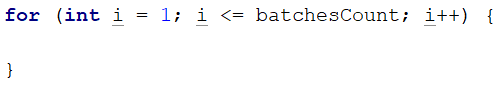 for (int i = 1; i <= batchesCount; i++) {
}